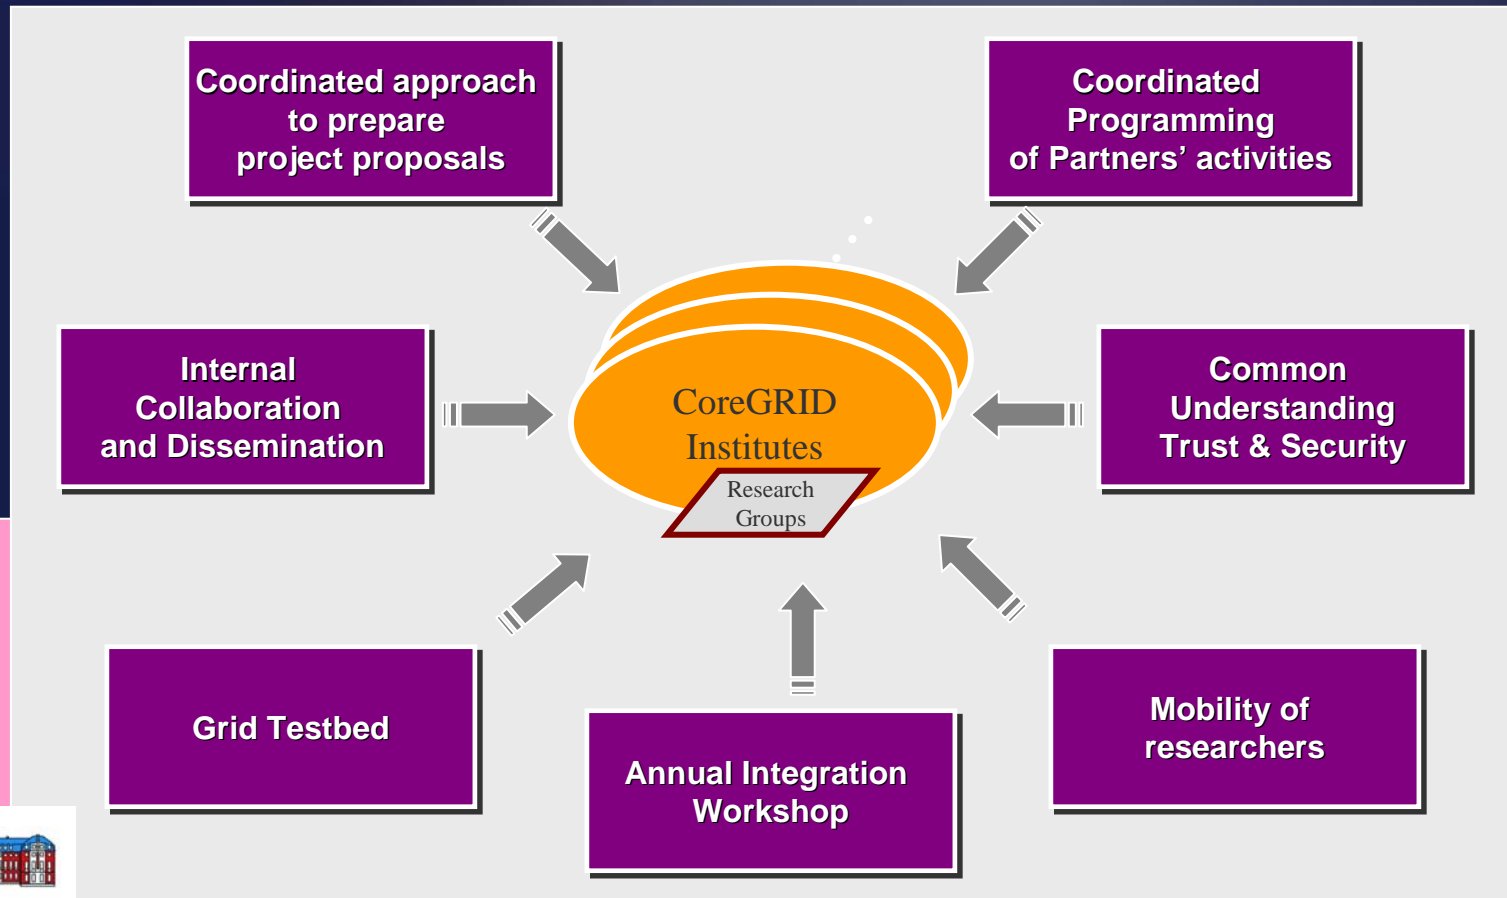 Coordinated approach
to prepare
project proposals
Coordinated
Programming
of Partners’ activities
Internal
Collaboration
and Dissemination
CoreGRID
Institutes
Research
Groups
Common
Understanding
Trust & Security
Grid Testbed
Annual Integration
Workshop
Mobility of
researchers